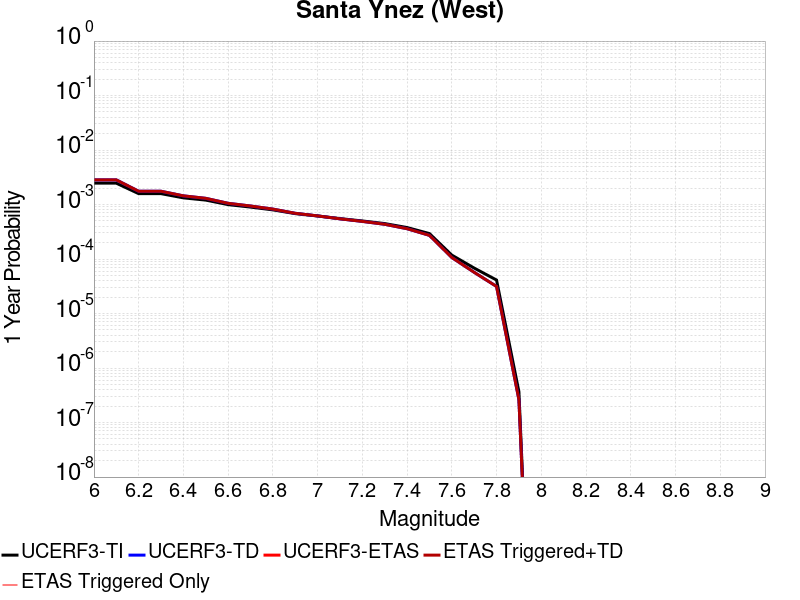 Santa Ynez (West)
1 Year Probability
10^0
10^-1
10^-2
10^-3
10^-4
10^-5
10^-6
10^-7
10^-8
6 6.2 6.4 6.6 6.8 7 7.2 7.4 7.6 7.8 8 8.2 8.4 8.6 8.8 9
Magnitude
UCERF3-TI UCERF3-TD UCERF3-ETAS ETAS Triggered+TD
ETAS Triggered Only